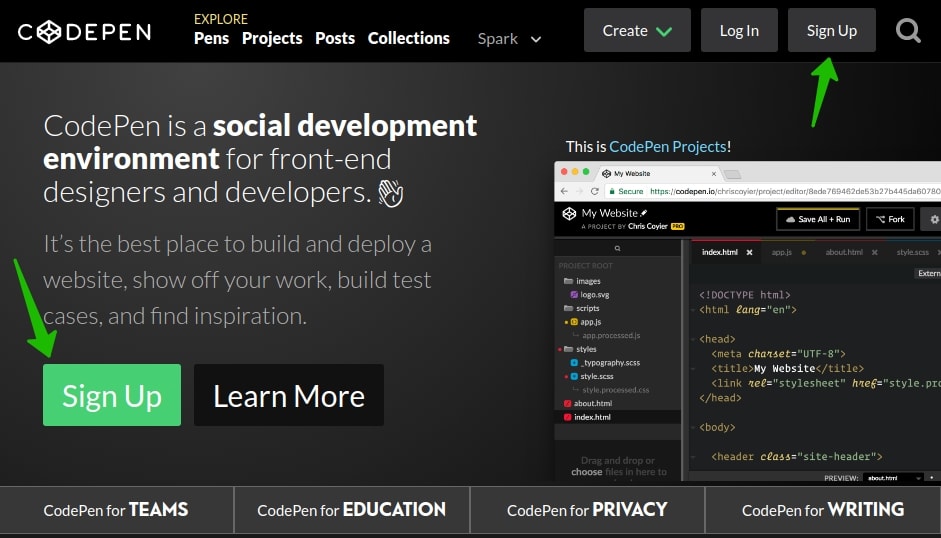 CODEPEN
EXPLORE
Pens Projects Posts Collections
Spark
Create
Log In
Sign Up
CodePen is a social development
environment for front-end
designers and developers.
It's the best place to build and deploy a
website, show off your work, build test
cases, and find inspiration.
Sign Up
Learn More
This is CodePen Projects!
My Website
Secure https://codepen.io/chriscoyier/project/editor/8ede769462de53b27b445da60780
My Website
A PROJECT BY Chris Coyier PRO
Save All + Run
Fork
PROJECT ROOT
images
logo.svg
scripts
app.js
app.processed.js
styles
_typography.scss
style.scss
style.processed.css
about.html
index.html
Drag and drop or
choose files in here to
index.html app.js about.html style.scss
Extern
<!DOCTYPE html>
<html lang="en">
<head>
<meta charset="UTF-8">
<title>My Website</title>
<link rel="stylesheet" href="style.pro
</head>
<body>
<header class="site-header">
PREVIEW: about.html
CodePen for TEAMS
CodePen for EDUCATION
CodePen for PRIVACY
CodePen for WRITING